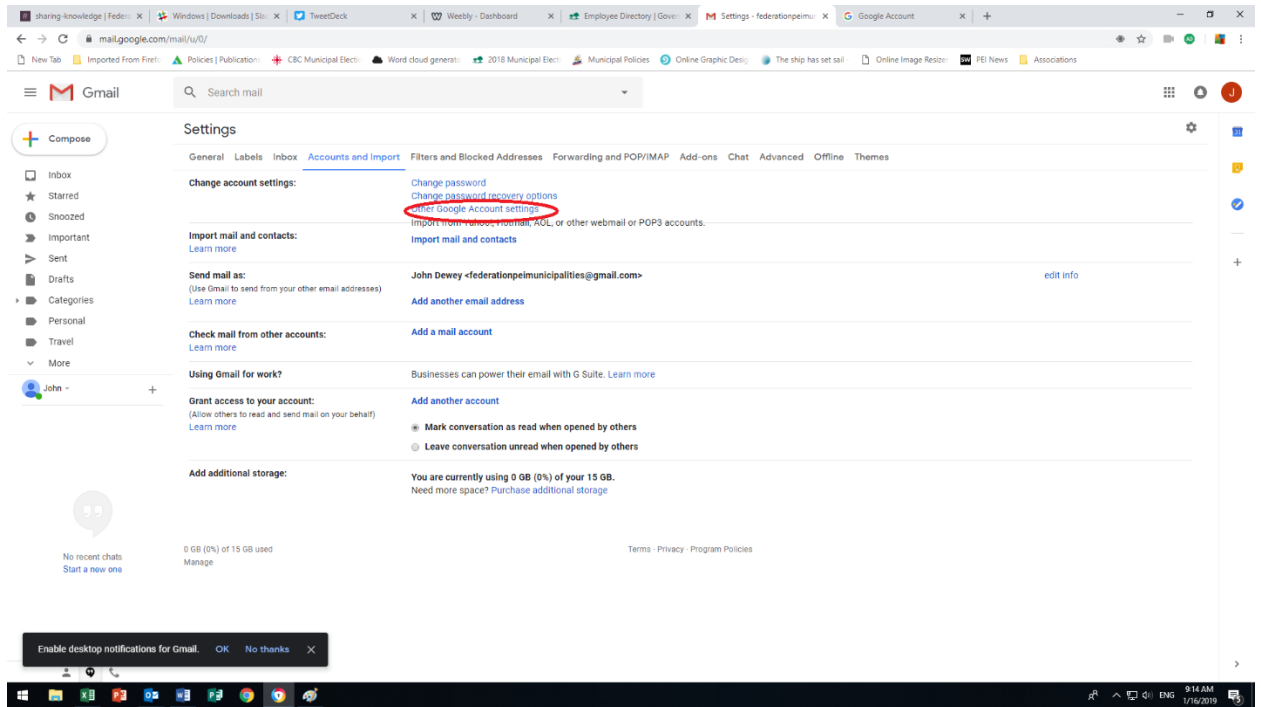 sharing-knowledge | Federa
Windows | Downloads | Sla
TweetDeck
Weebly - Dashboard
Employee Directory | Gover
Settings - federationpeimun
Google Account
mail.google.com/mail/u/0/
New Tab
Imported From Firefo
Policies | Publications
CBC Municipal Electio
Word cloud generato
2018 Municipal Elect
Municipal Policies
Online Graphic Desig
The ship has set sail
Online Image Resizer
PEI News
Associations
Gmail
Search mail
J
Compose
Inbox
Starred
Snoozed
Important
Sent
Drafts
Categories
Personal
Travel
More
John
No recent chats
Start a new one
Settings
General Labels Inbox Accounts and Import Filters and Blocked Addresses Forwarding and POP/IMAP Add-ons Chat Advanced Offline Themes
Change account settings:
Change password
Change password recovery options
Other Google Account settings
Import from Yahoo!, Hotmail, AOL, or other webmail or POP3 accounts.
Import mail and contacts:
Learn more
Import mail and contacts
Send mail as:
(Use Gmail to send from your other email addresses)
Learn more
John Dewey <federationpeimunicipalities@gmail.com>
edit info
Add another email address
Check mail from other accounts:
Learn more
Add a mail account
Using Gmail for work?
Businesses can power their email with G Suite. Learn more
Grant access to your account:
(Allow others to read and send mail on your behalf)
Learn more
Add another account
Mark conversation as read when opened by others
Leave conversation unread when opened by others
Add additional storage:
You are currently using 0 GB (0%) of your 15 GB.
Need more space? Purchase additional storage
0 GB (0%) of 15 GB used
Manage
Terms - Privacy - Program Policies
Enable desktop notifications for Gmail. OK No thanks
ENG
9:14 AM
1/16/2019